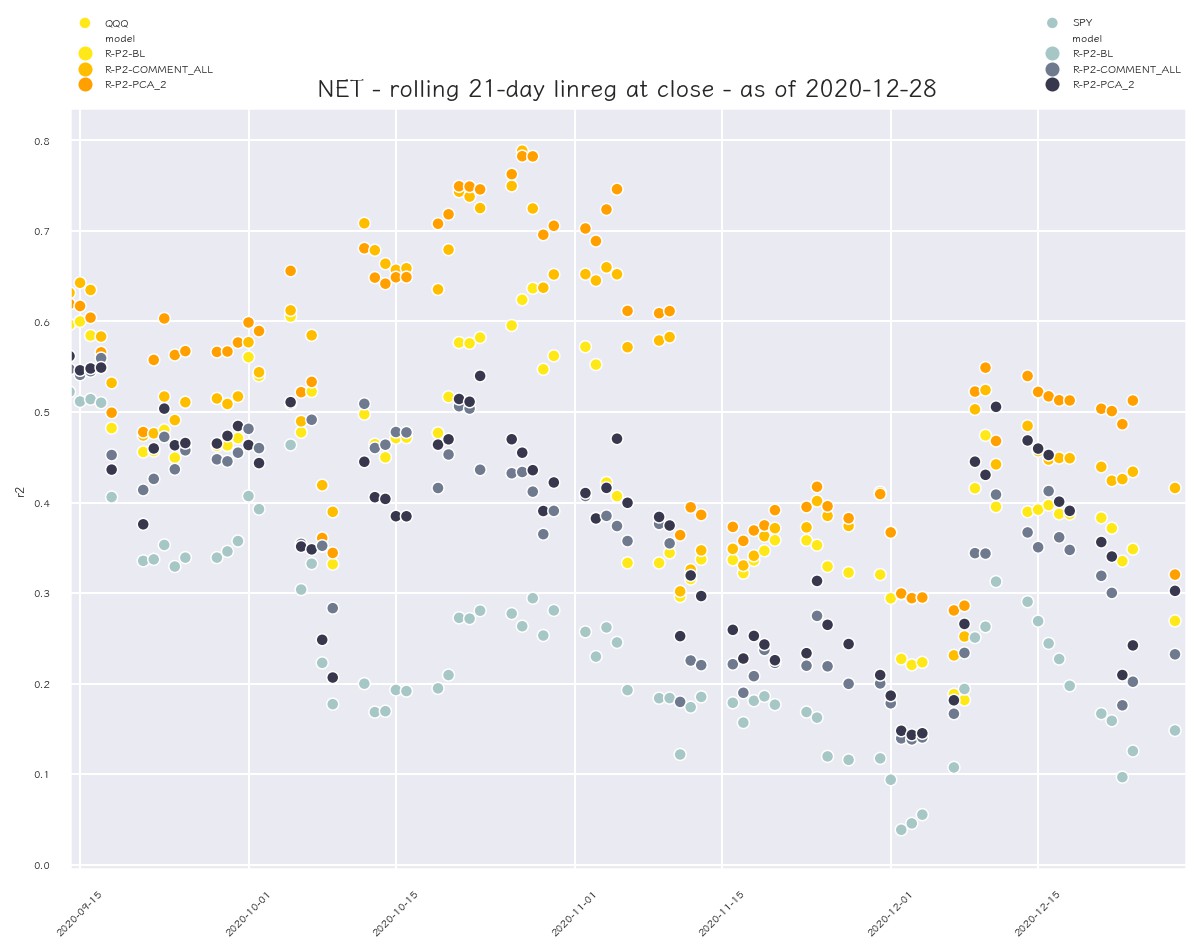 QQQ
model
R-P2-BL
R-P2-COMMENT_ALL
R-P2-PCA_2
SPY
model
R-P2-BL
R-P2-COMMENT_ALL
R-P2-PCA_2
NET - rolling 21-day linreg at close - as of 2020-12-28
0.8
0.7
0.6
0.5
0.4
0.3
0.2
0.1
0.0
r2
2020-09-15
2020-10-01
2020-10-15
2020-11-01
2020-11-15
2020-12-01
2020-12-15